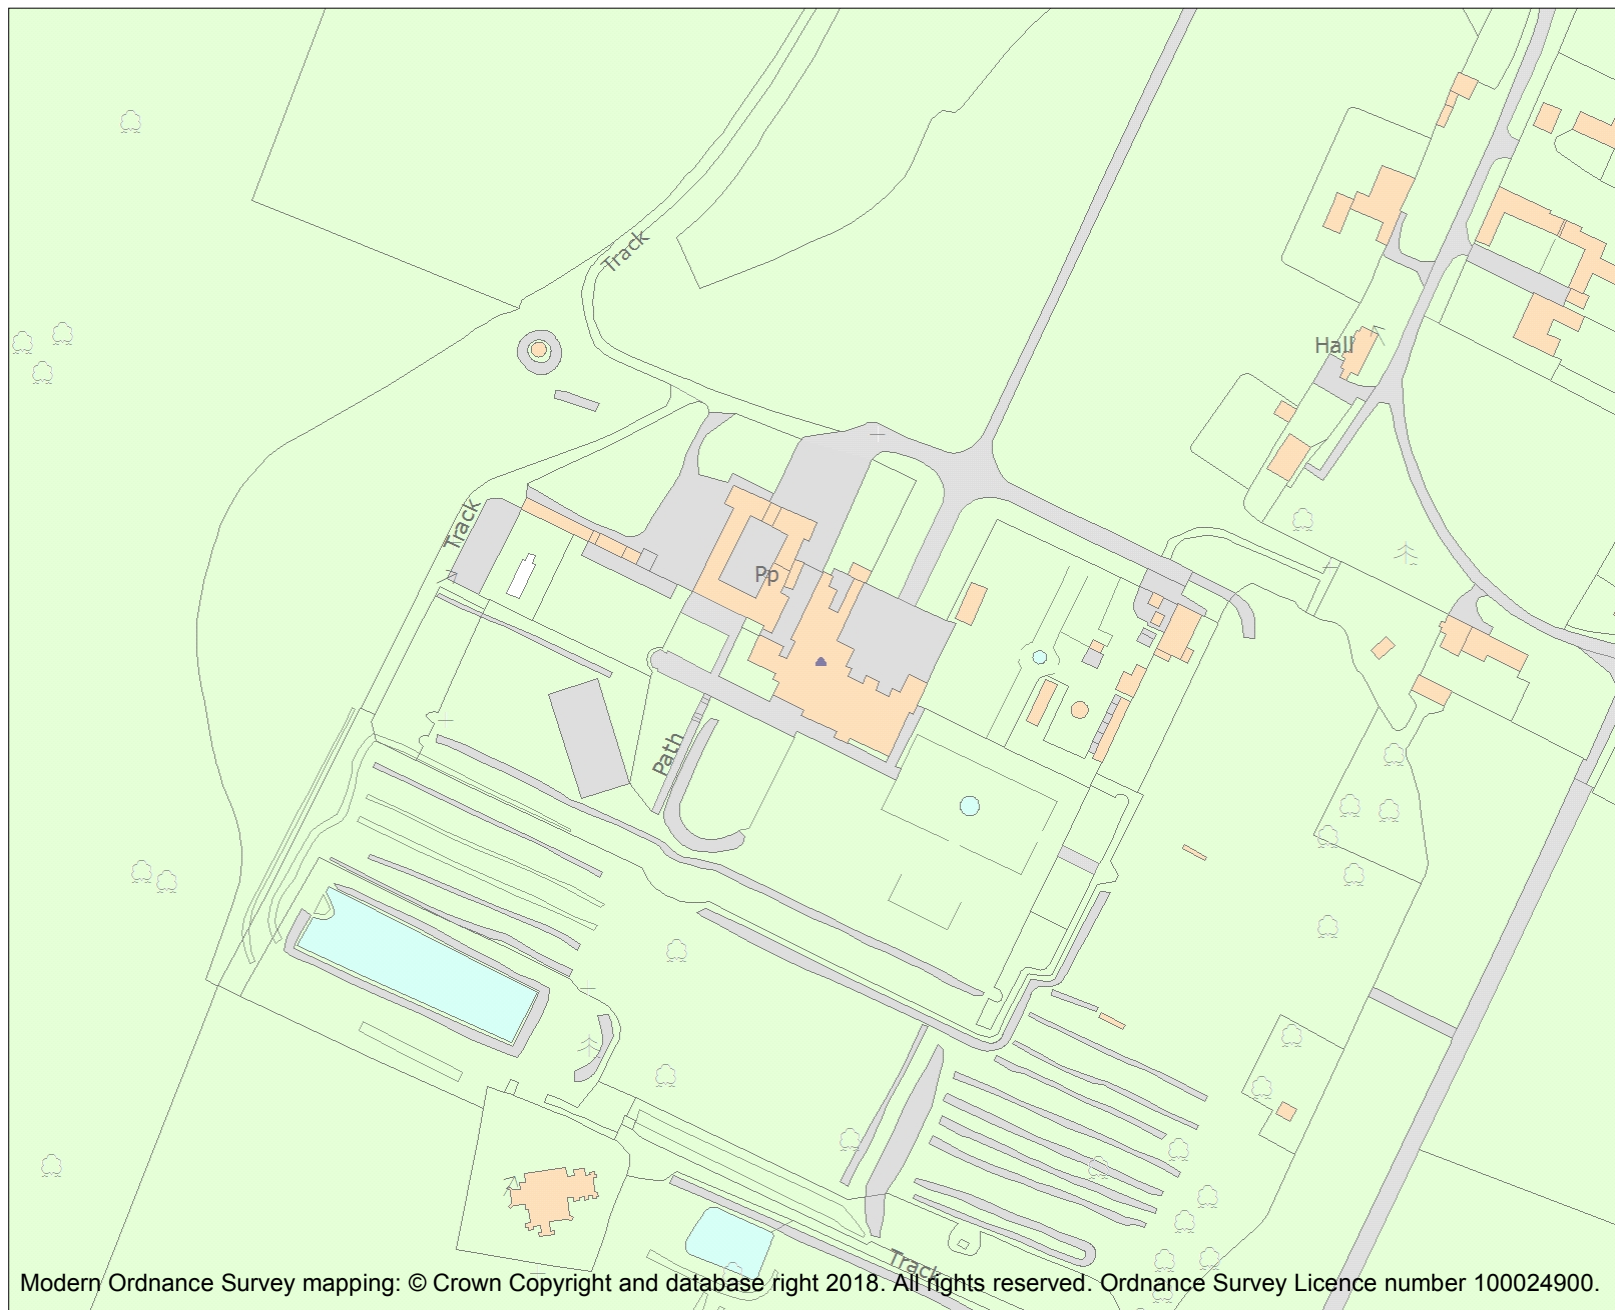 Track
Hall
Track
Pp
Path
Track
Modern Ordnance Survey mapping: © Crown Copyright and database right 2018. All rights reserved. Ordnance Survey Licence number 100024900.